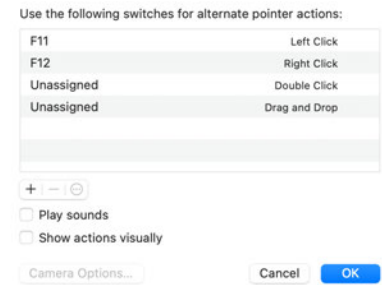 Use the following switches for alternate pointer actions:
F11 Left Click
F12 Right Click
Unassigned Double Click
Unassigned Drag and Drop
Play sounds
Show actions visually
Camera Options... Cancel OK